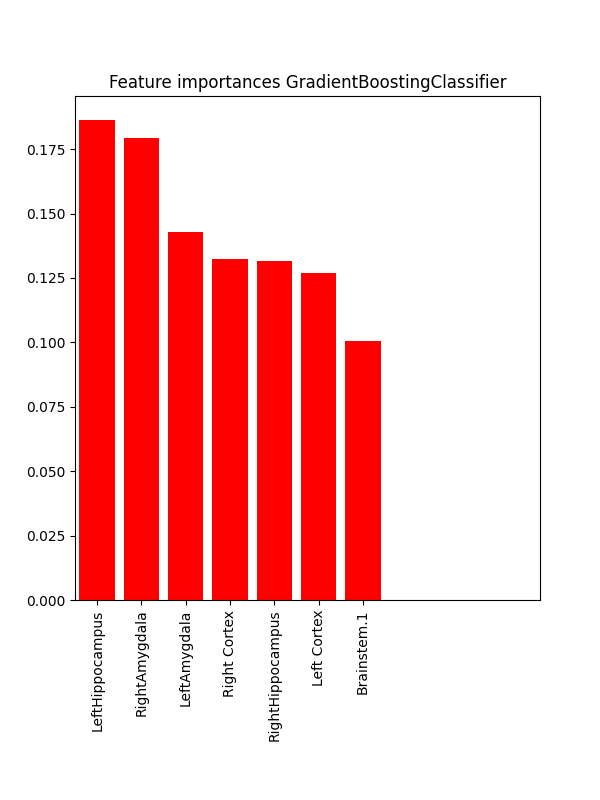 Feature importances GradientBoostingClassifier
0.175
0.150
0.125
0.100
0.075
0.050
0.025
0.000
LeftHippocampus
RightAmygdala
LeftAmygdala
Right Cortex
RightHippocampus
Left Cortex
Brainstem.1